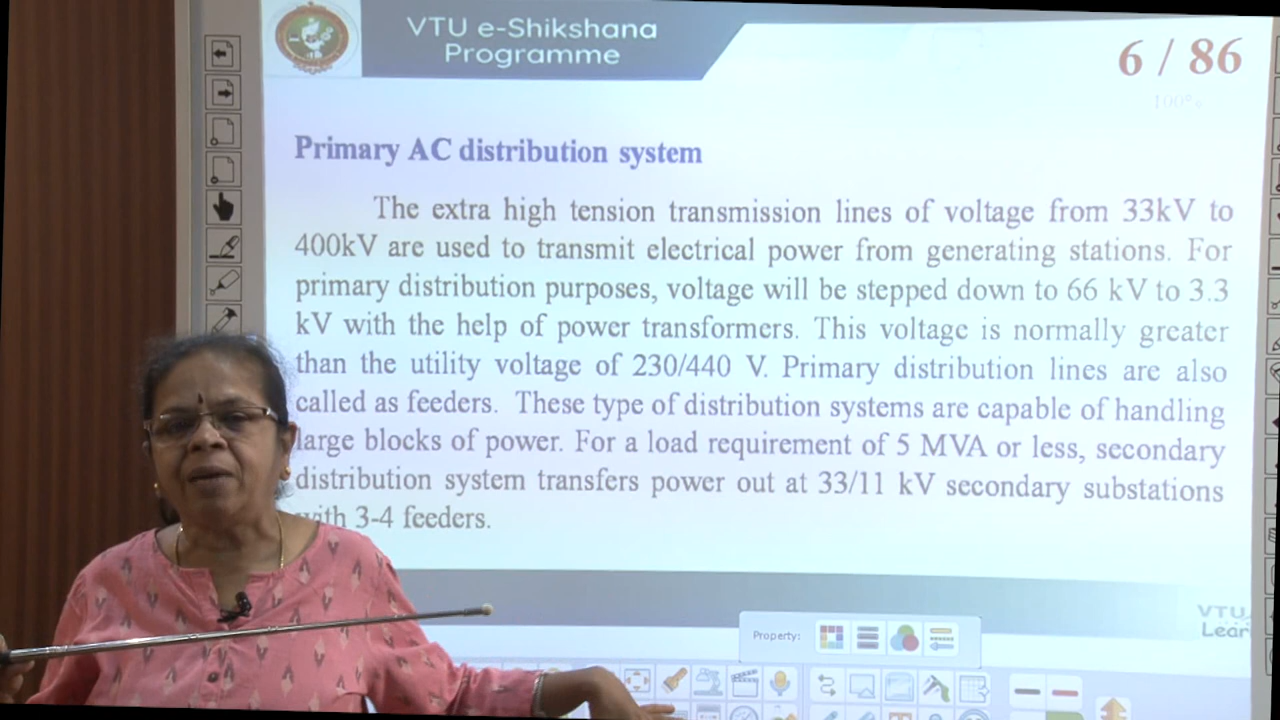 VTU e-Shikshana
Programme
6 / 86
100%
Primary AC distribution system
The extra high tension transmission lines of voltage from 33kV to
400kV are used to transmit electrical power from generating stations. For
primary distribution purposes, voltage will be stepped down to 66 kV to 3.3
kV with the help of power transformers. This voltage is normally greater
than the utility voltage of 230/440 V. Primary distribution lines are also
called as feeders. These type of distribution systems are capable of handling
large blocks of power. For a load requirement of 5 MVA or less, secondary
distribution system transfers power out at 33/11 kV secondary substations
with 3-4 feeders.
VTU
Lear
Property: